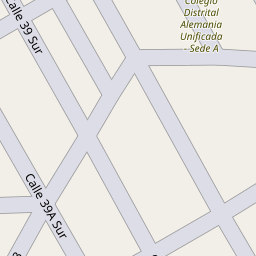 Colegio
Distrital
Alemania
Unificada
- Sede A
Calle 39 Sur
Calle 39A Sur